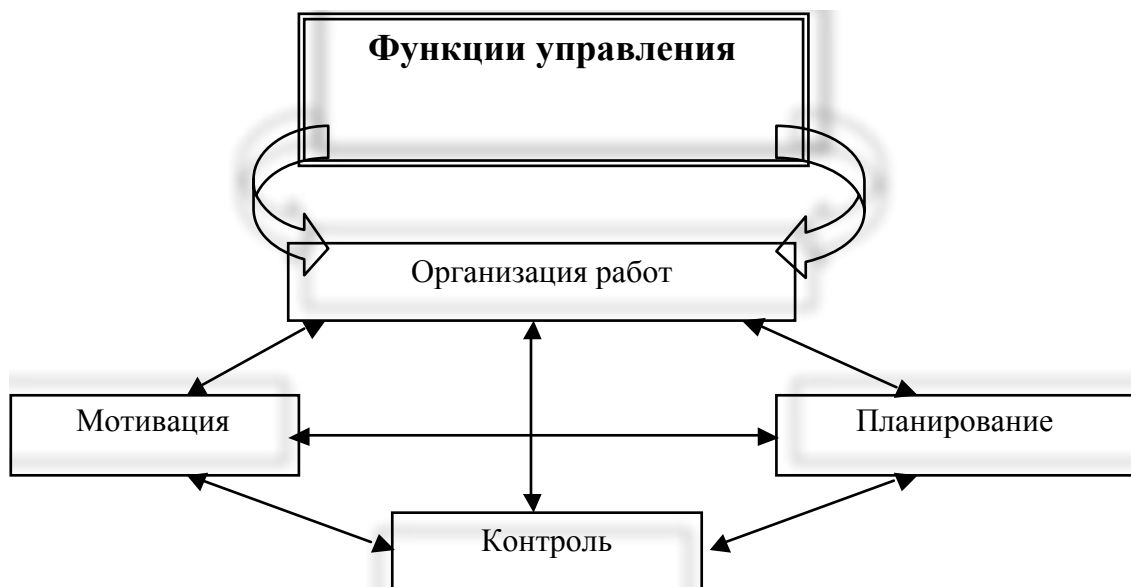 Функции управления
Организация работ
Мотивация
Планирование
Контроль